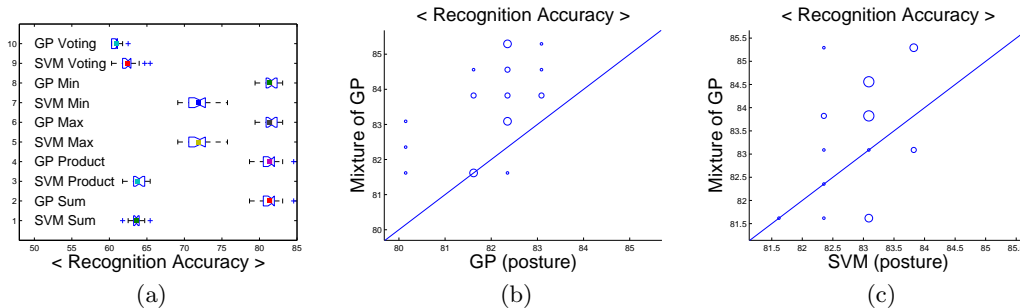 10 GP Voting
9 SVM Voting
8 GP Min
7 SVM Min
6 GP Max
5 SVM Max
4 GP Product
3 SVM Product
2 GP Sum
1 SVM Sum
50 55 60 65 70 75 80 85
< Recognition Accuracy >
(a)
< Recognition Accuracy >
Mixture of GP
85
84
83
82
81
80
80 81 82 83 84 85
GP (posture)
(b)
< Recognition Accuracy >
Mixture of GP
85.5
85
84.5
84
83.5
83
82.5
82
81.5
81.5 82 82.5 83 83.5 84 84.5 85 85.5
SVM (posture)
(c)